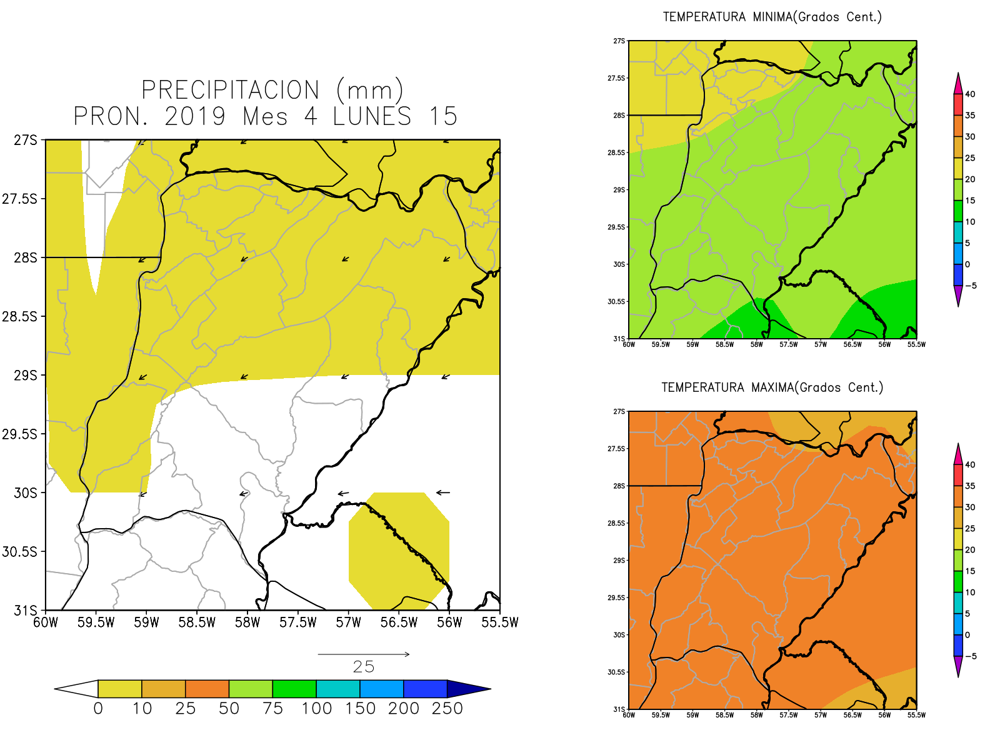 PRECIPITACION (mm)
PRON. 2019 Mes 4 LUNES 15
27S
27.5S
28S
28.5S
29S
29.5S
30S
30.5S
31S
60W 59.5W 59W 58.5W 58W 57.5W 57W 56.5W 56W 55.5W
25
0 10 25 50 75 100 150 200 250
TEMPERATURA MINIMA(Grados Cent.)
27S
27.5S
28S
28.5S
29S
29.5S
30S
30.5S
31S
60W 59.5W 59W 58.5W 58W 57.5W 57W 56.5W 56W 55.5W
40
35
30
25
20
15
10
5
0
-5
TEMPERATURA MAXIMA(Grados Cent.)
27S
27.5S
28S
28.5S
29S
29.5S
30S
30.5S
31S
60W 59.5W 59W 58.5W 58W 57.5W 57W 56.5W 56W 55.5W
40
35
30
25
20
15
10
5
0
-5